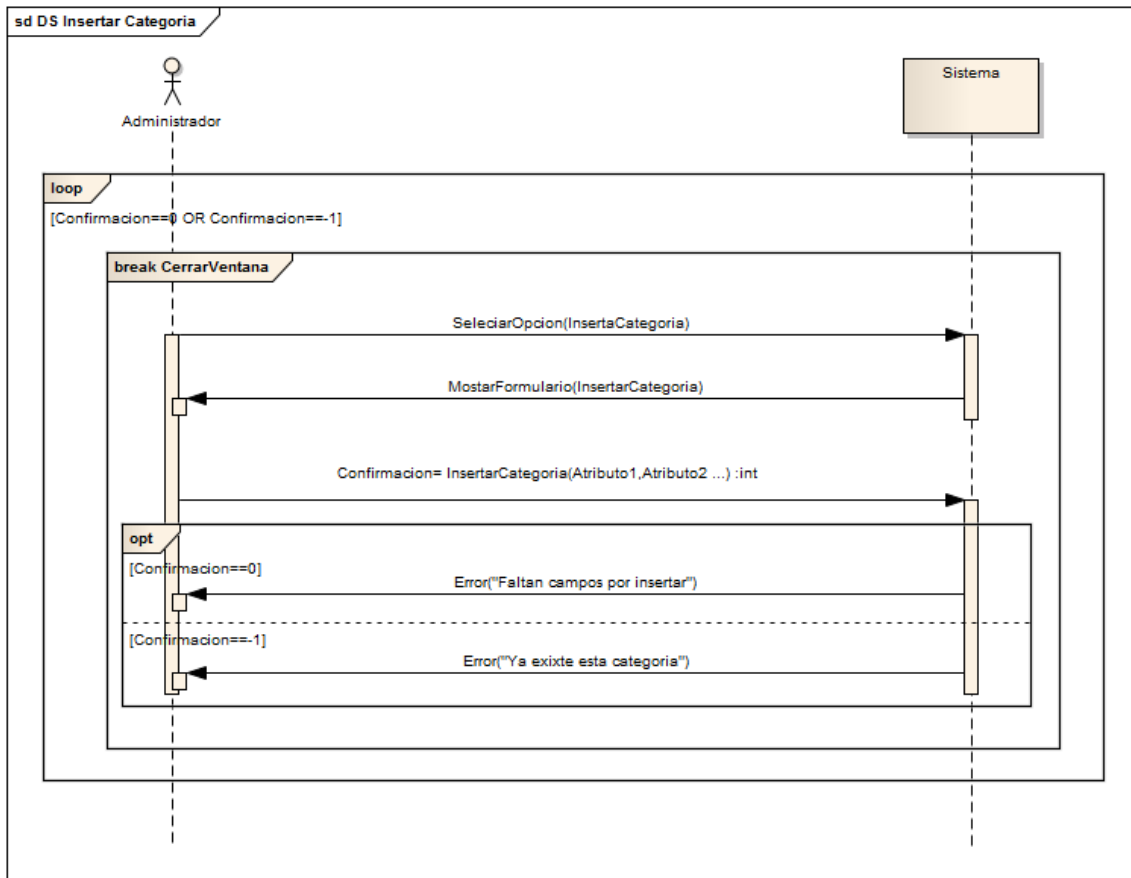 sd DS Insertar Categoria
Administrador
Sistema
loop
[Confirmacion==0 OR Confirmacion==-1]
break CerrarVentana
SeleciarOpcion(InsertaCategoria)
MostarFormulario(InsertarCategoria)
Confirmacion= InsertarCategoria(Atributo1,Atributo2 ...) :int
opt
[Confirmacion==0]
Error("Faltan campos por insertar")
[Confirmacion==-1]
Error("Ya exixte esta categoria")